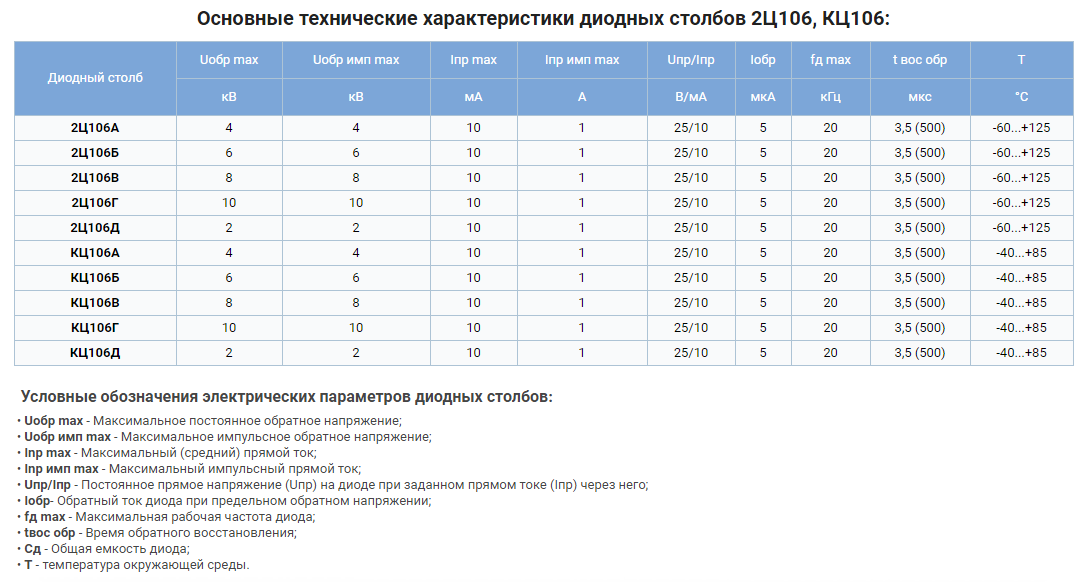 Основные технические характеристики диодных столбов 2Ц106, КЦ106:
Диодный столб Uобр max Uобр имп max Iпр max Iпр имп max Uпр/Iпр Iобр fд max t вос обр T
кВ кВ мА А В/мА мкА кГц мкс °С
2Ц106А 4 4 10 1 25/10 5 20 3,5 (500) -60...+125
2Ц106Б 6 6 10 1 25/10 5 20 3,5 (500) -60...+125
2Ц106В 8 8 10 1 25/10 5 20 3,5 (500) -60...+125
2Ц106Г 10 10 10 1 25/10 5 20 3,5 (500) -60...+125
2Ц106Д 2 2 10 1 25/10 5 20 3,5 (500) -60...+125
КЦ106А 4 4 10 1 25/10 5 20 3,5 (500) -40...+85
КЦ106Б 6 6 10 1 25/10 5 20 3,5 (500) -40...+85
КЦ106В 8 8 10 1 25/10 5 20 3,5 (500) -40...+85
КЦ106Г 10 10 10 1 25/10 5 20 3,5 (500) -40...+85
КЦ106Д 2 2 10 1 25/10 5 20 3,5 (500) -40...+85
Условные обозначения электрических параметров диодных столбов:
• Uобр max - Максимальное постоянное обратное напряжение;
• Uобр имп max - Максимальное импульсное обратное напряжение;
• Iпр max - Максимальный (средний) прямой ток;
• Iпр имп max - Максимальный импульсный прямой ток;
• Uпр/Iпр - Постоянное прямое напряжение (Uпр) на диоде при заданном прямом токе (Iпр) через него;
• Iобр- Обратный ток диода при предельном обратном напряжении;
• fд max - Максимальная рабочая частота диода;
• tвос обр - Время обратного восстановления;
• Сд - Общая емкость диода;
• Т - температура окружающей среды.